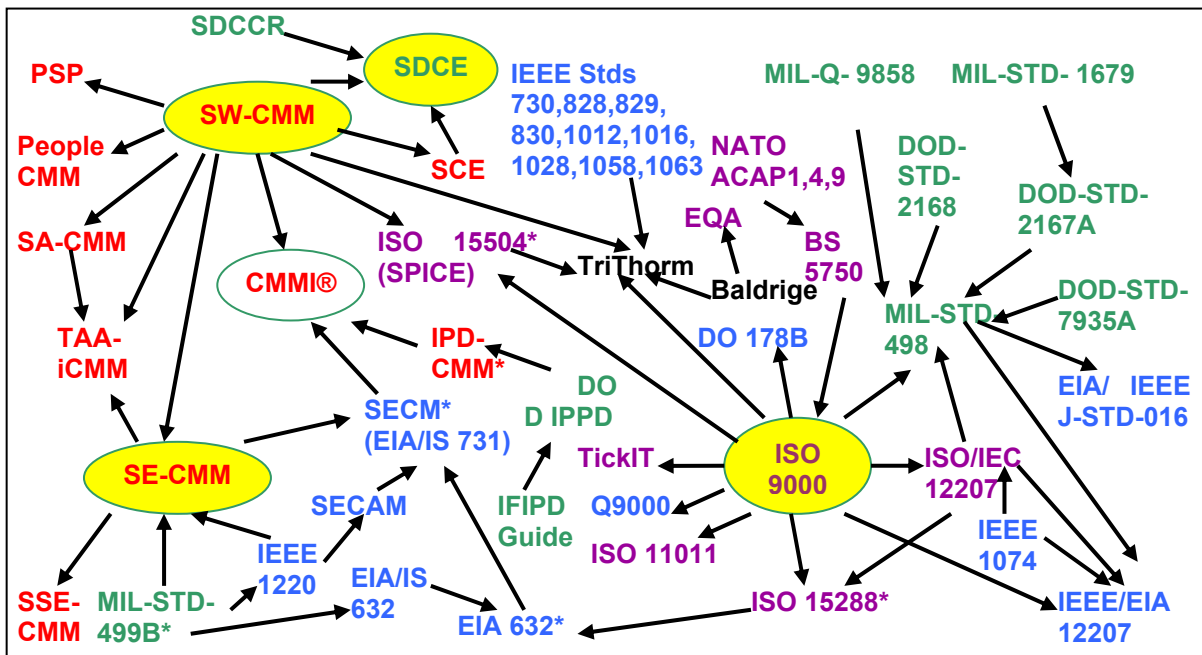 SDCCR
PSP
SDCE
SW-CMM
IEEE Stds
730,828,829,
830,1012,1016,
1028,1058,1063
MIL-Q- 9858
MIL-STD- 1679
People
CMM
SCE
NATO
ACAP1,4,9
DOD-
STD-
2168
DOD-STD-
2167A
SA-CMM
ISO 15504*
(SPICE)
EQA
BS
5750
TriThorm
Baldrige
CMMI®
DOD-STD-
7935A
MIL-STD-
498
TAA-
iCMM
IPD-
CMM*
DO 178B
DO
D IPPD
EIA/ IEEE
J-STD-016
SECM*
(EIA/IS 731)
SE-CMM
TickIT
ISO
9000
ISO/IEC
12207
SECAM
IFIPD
Guide
Q9000
ISO 11011
IEEE
1074
IEEE
1220
EIA/IS
632
SSE-
CMM
MIL-STD-
499B*
EIA 632*
ISO 15288*
IEEE/EIA
12207